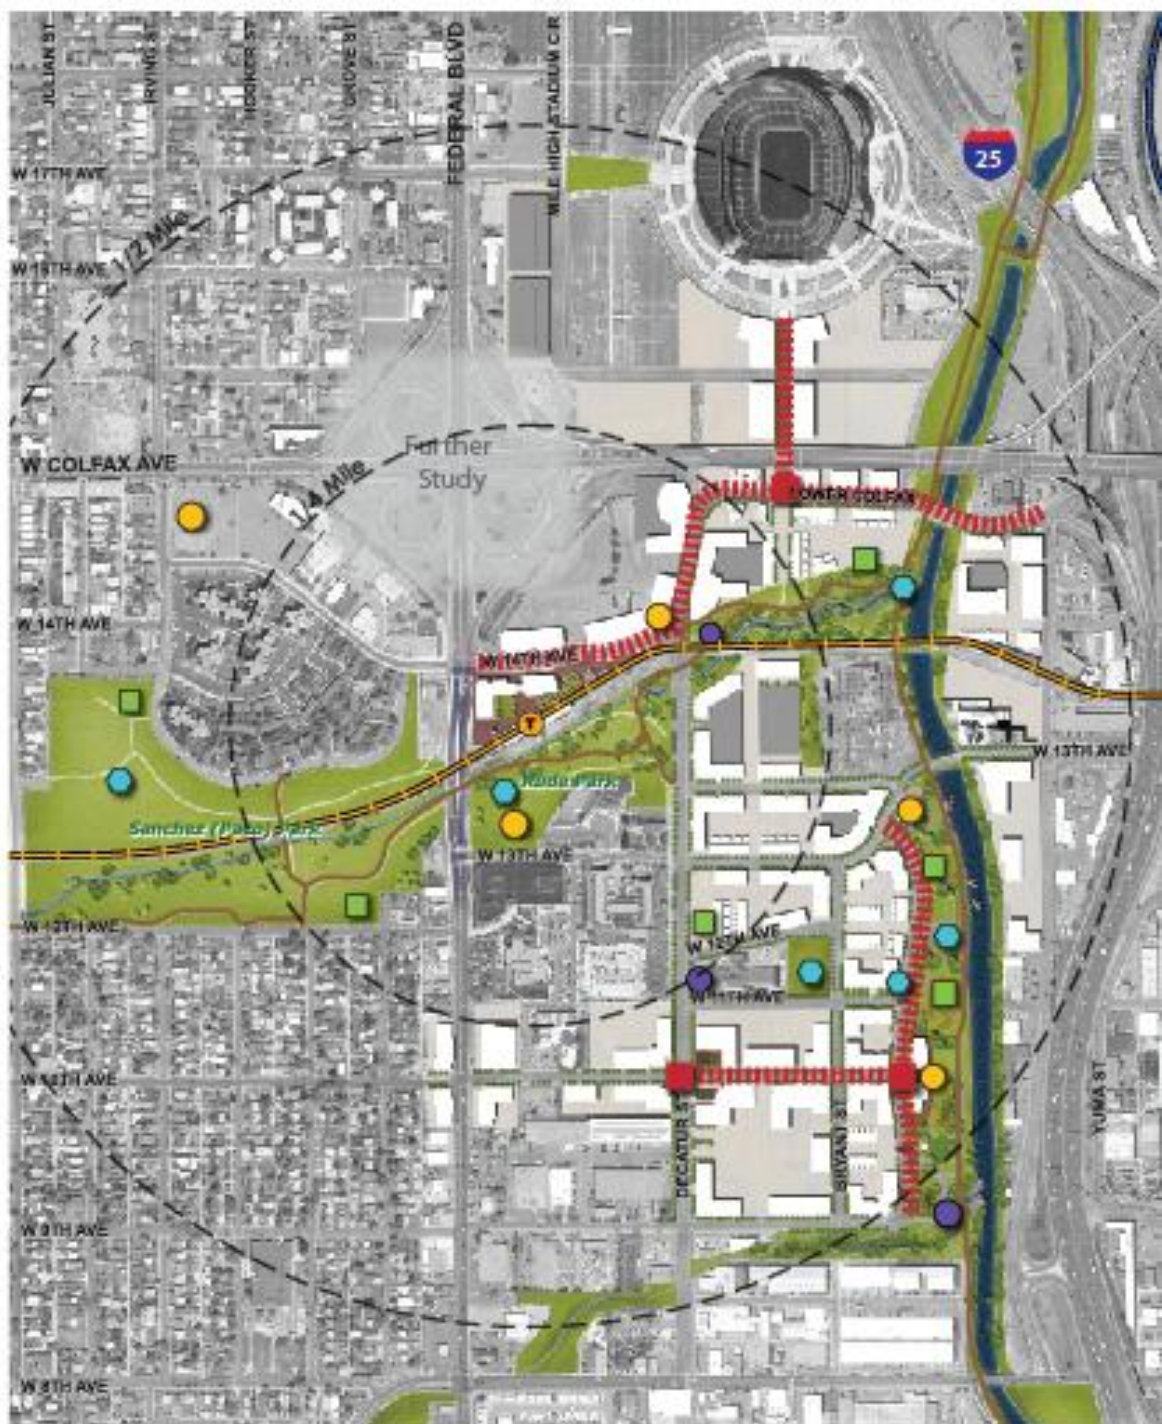 JULIAN ST
IRVING ST
HOOKER ST
GROVE ST
FEDERAL BLVD
MILE HIGH STADIUM CIR
25
W 17TH AVE
1/2 Mile
W 16TH AVE
Further
Study
W COLFAX AVE
1/4 Mile
LOWER COLFAX
W 14TH AVE
W 14TH AVE
T
W 13TH AVE
Rude Park
Sanchez (Paco) Park
W 13TH AVE
W 12TH AVE
W 12TH AVE
W 11TH AVE
W 10TH AVE
YUMA ST
DECATUR ST
BRYANT ST
W 9TH AVE
W 8TH AVE